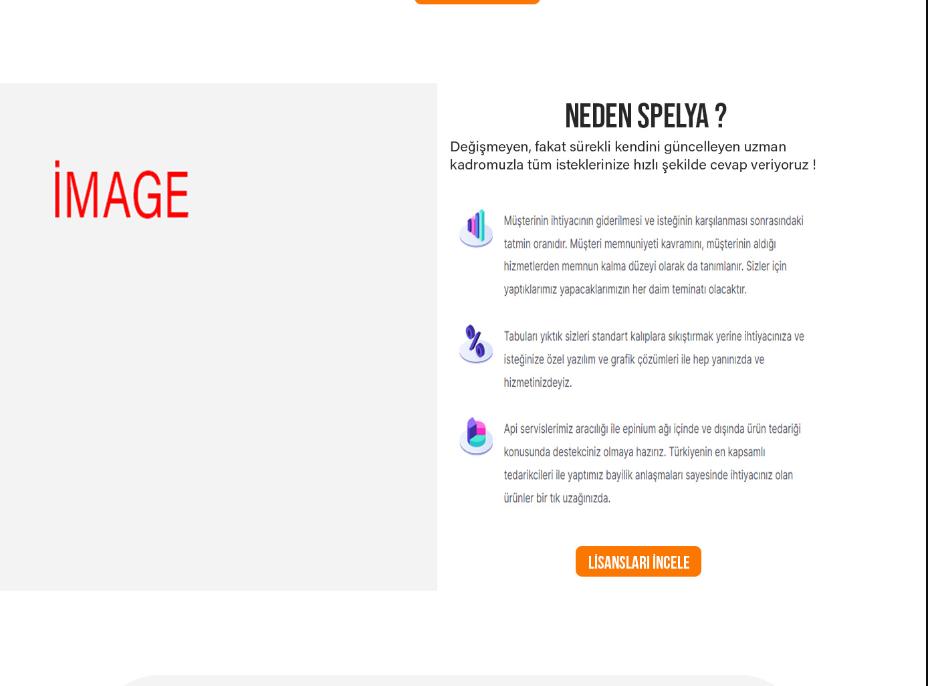 İMAGE
NEDEN SPELYA ?
Değişmeyen, fakat sürekli kendini güncelleyen uzman
kadromuzla tüm isteklerinize hızlı şekilde cevap veriyoruz !
Müşterinin ihtiyacının giderilmesi ve isteğinin karşılanması sonrasındaki
tatmin oranıdır. Müşteri memnuniyeti kavramını, müşterinin aldığı
hizmetlerden memnun kalma düzeyi olarak da tanımlanır. Sizler için
yaptıklarımız yapacaklarımızın her daim teminatı olacaktır.
Tabuları yıktık sizleri standart kalıplara sıkıştırmak yerine ihtiyacınıza ve
isteğinize özel yazılım ve grafik çözümleri ile hep yanınızda ve
hizmetinizdeyiz.
Api servislerimiz aracılığı ile epinium ağı içinde ve dışında ürün tedariği
konusunda destekciniz olmaya hazırız. Türkiyenin en kapsamlı
tedarikcileri ile yaptımız bayilik anlaşmaları sayesinde ihtiyacınız olan
ürünler bir tık uzağınızda.
LİSANSLARI İNCELE